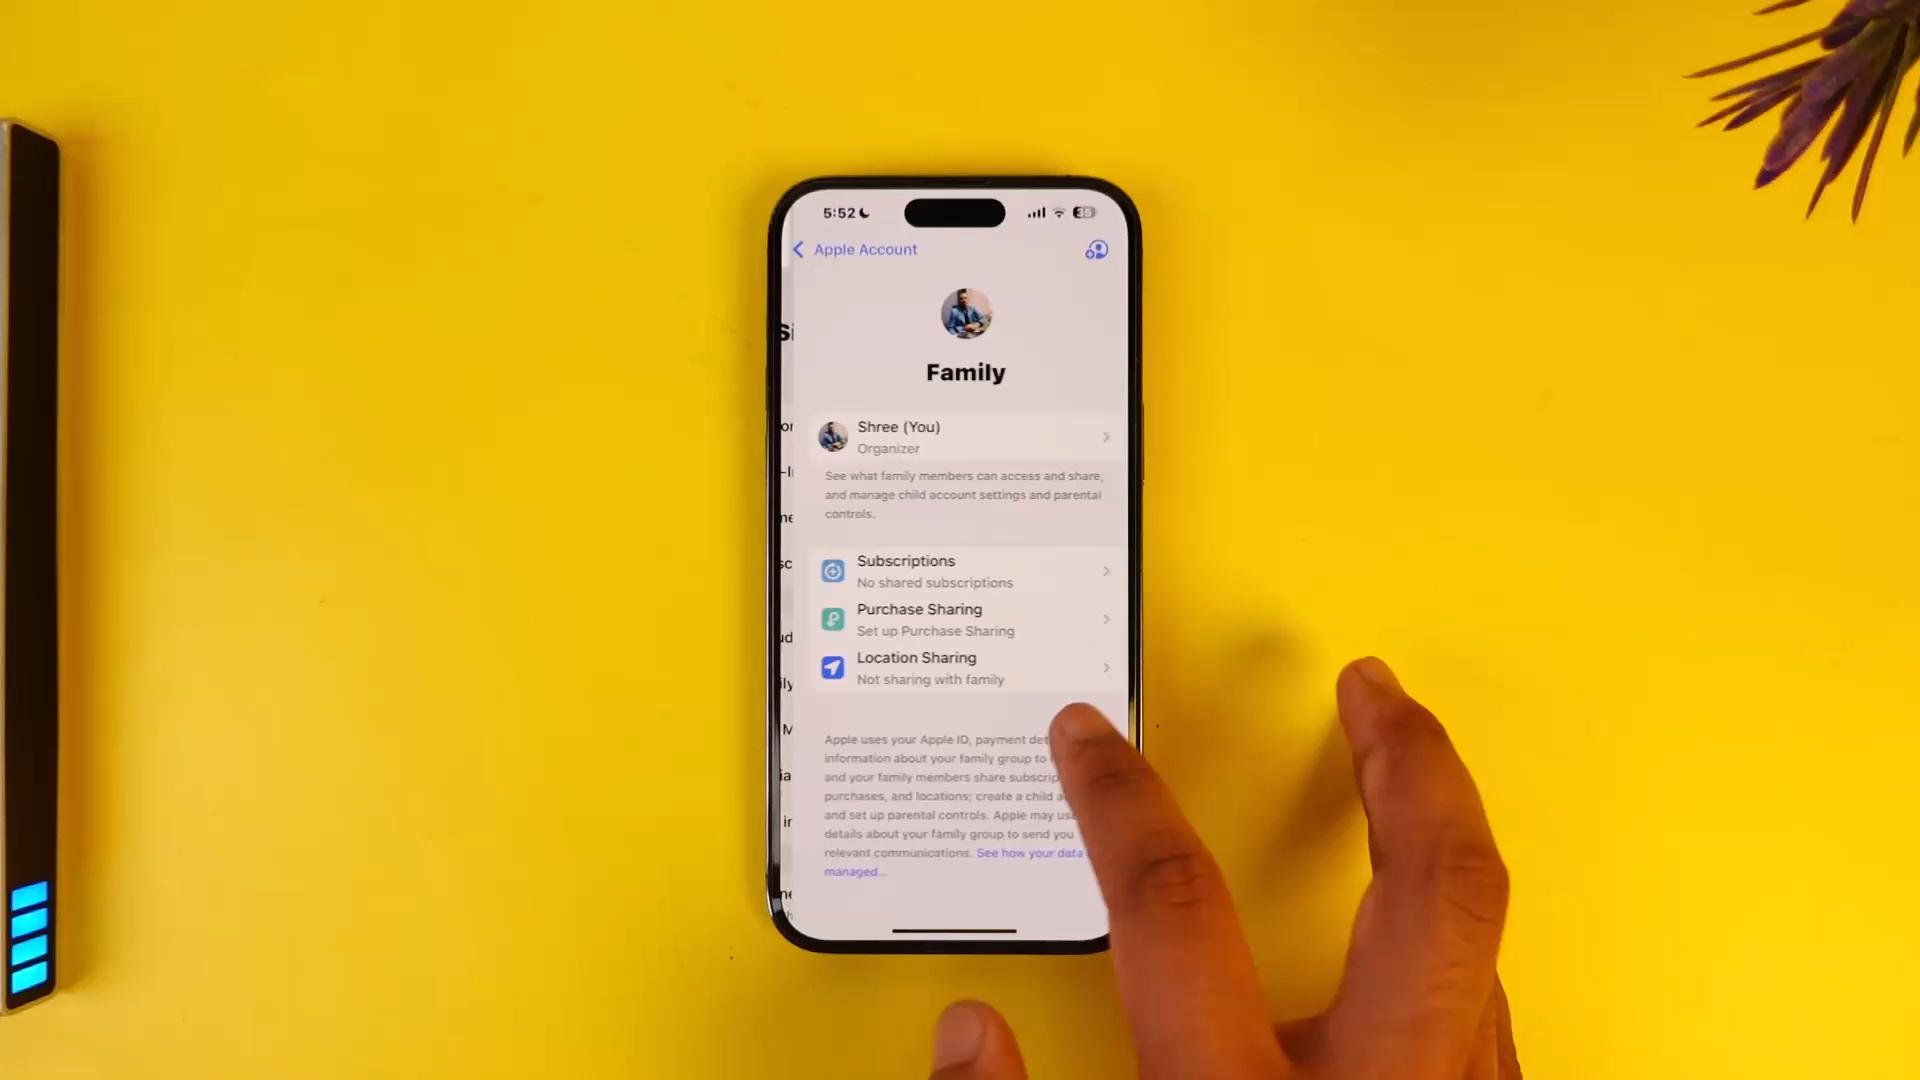 5:52
35
Apple Account
Si
Family
Shree (You)
Organizer
See what family members can access and share,
and manage child account settings and parental
controls.
Subscriptions
No shared subscriptions
Purchase Sharing
Set up Purchase Sharing
Location Sharing
Not sharing with family
Apple uses your Apple ID, payment det
information about your family group to
and your family members share subscrip
purchases, and locations; create a child a
and set up parental controls. Apple may use
details about your family group to send you
relevant communications. See how your data
managed...